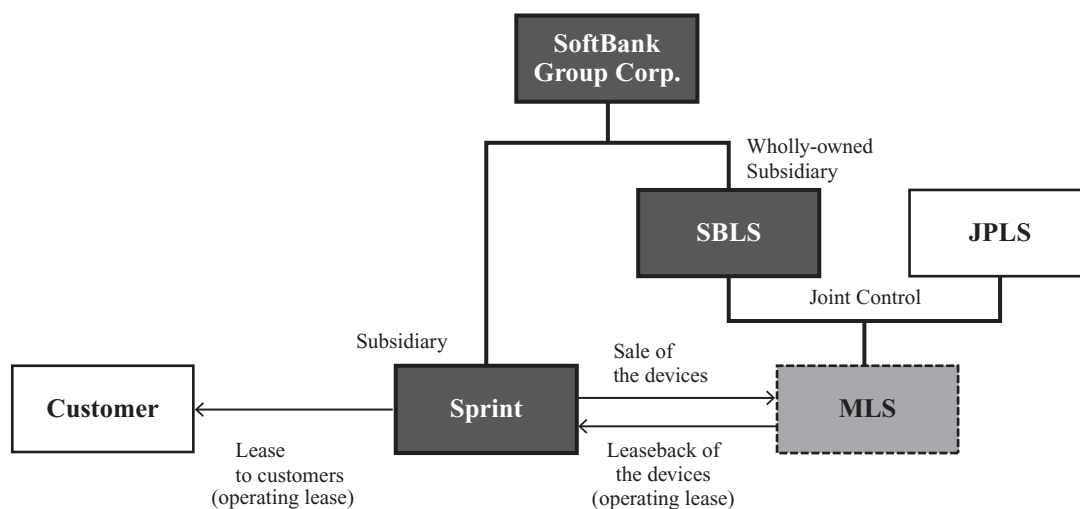 SoftBank
Group Corp.
Wholly-owned
Subsidiary
SBLS
JPLS
Joint Control
Subsidiary
Sale of
the devices
Customer
Sprint
MLS
Lease
to customers
(operating lease)
Leaseback of
the devices
(operating lease)